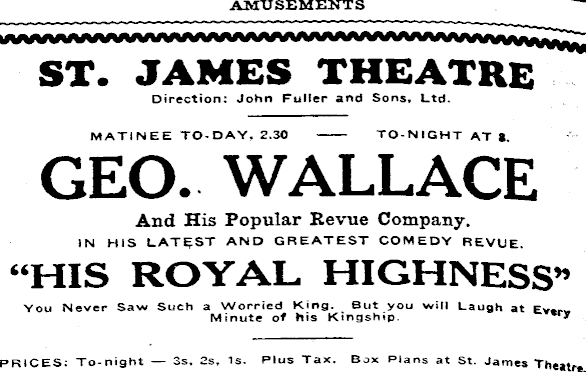 AMUSEMENTS
ST. JAMES THEATRE
Direction: John Fuller and Sons, Ltd.
MATINEE TO-DAY, 2.30 — TO-NIGHT AT 8.
GEO. WALLACE
And His Popular Revue Company.
IN HIS LATEST AND GREATEST COMEDY REVUE.
“HIS ROYAL HIGHNESS”
You Never Saw Such a Worried King. But you will Laugh at Every
Minute of his Kingship.
PRICES: To-night — 3s, 2s, 1s. Plus Tax. Box Plans at St. James Theatre